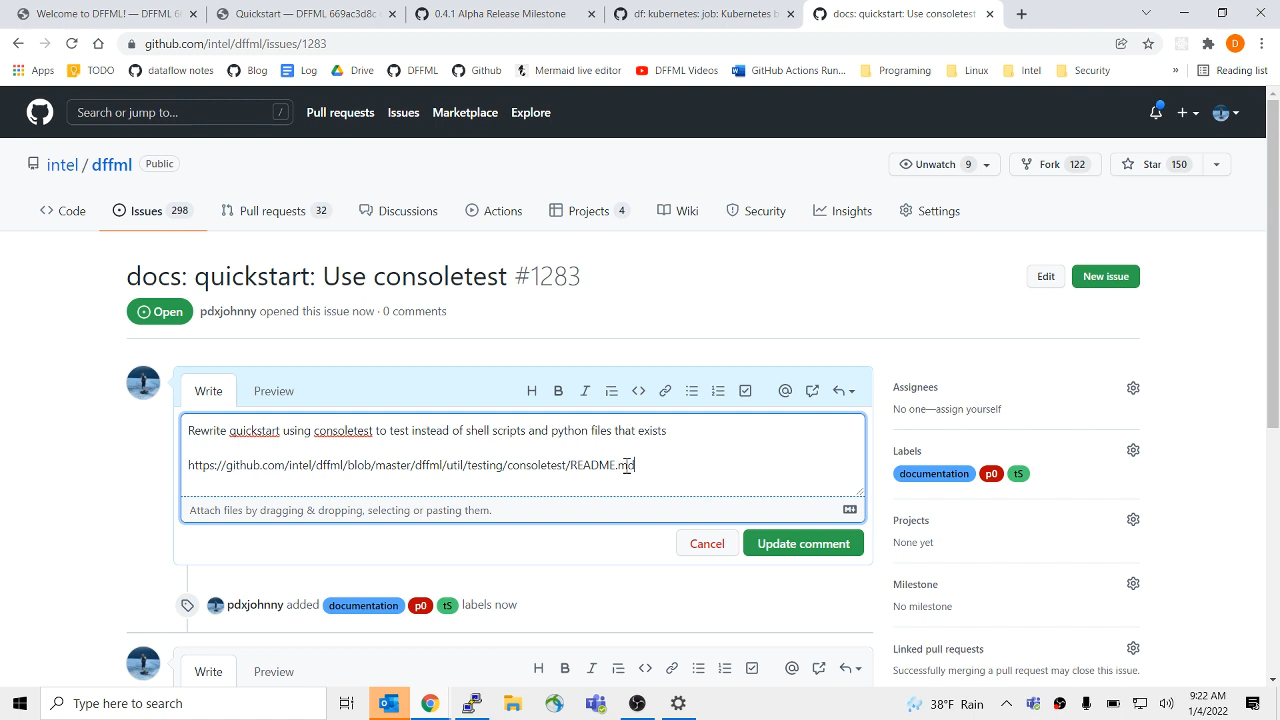 Welcome to DFFML! — DFFML 66
Quickstart — DFFML 669ac3d8c
0.4.1 Alpha Release Milestone
df: kubernetes: job: Kubernetes b
docs: quickstart: Use consoletest
github.com/intel/dffml/issues/1283
D
Apps
TODO
dataflow notes
Blog
Log
Drive
DFFML
Github
Mermaid live editor
DFFML Videos
GitHub Actions Run...
Programing
Linux
Intel
Security
»
Reading list
Search or jump to...
/
Pull requests
Issues
Marketplace
Explore
intel / dffml
Public
Unwatch 9
Fork 122
Star 150
Code
Issues 298
Pull requests 32
Discussions
Actions
Projects 4
Wiki
Security
Insights
Settings
docs: quickstart: Use consoletest #1283
Edit
New issue
Open
pdxjohnny opened this issue now · 0 comments
Write
Preview
Rewrite quickstart using consoletest to test instead of shell scripts and python files that exists
https://github.com/intel/dffml/blob/master/dffml/util/testing/consoletest/README.md
Attach files by dragging & dropping, selecting or pasting them.
Cancel
Update comment
Assignees
No one—assign yourself
Labels
documentation
p0
tS
Projects
None yet
Milestone
No milestone
Linked pull requests
Successfully merging a pull request may close this issue.
pdxjohnny added documentation p0 tS labels now
Write
Preview
Type here to search
38°F Rain
9:22 AM
1/4/2022